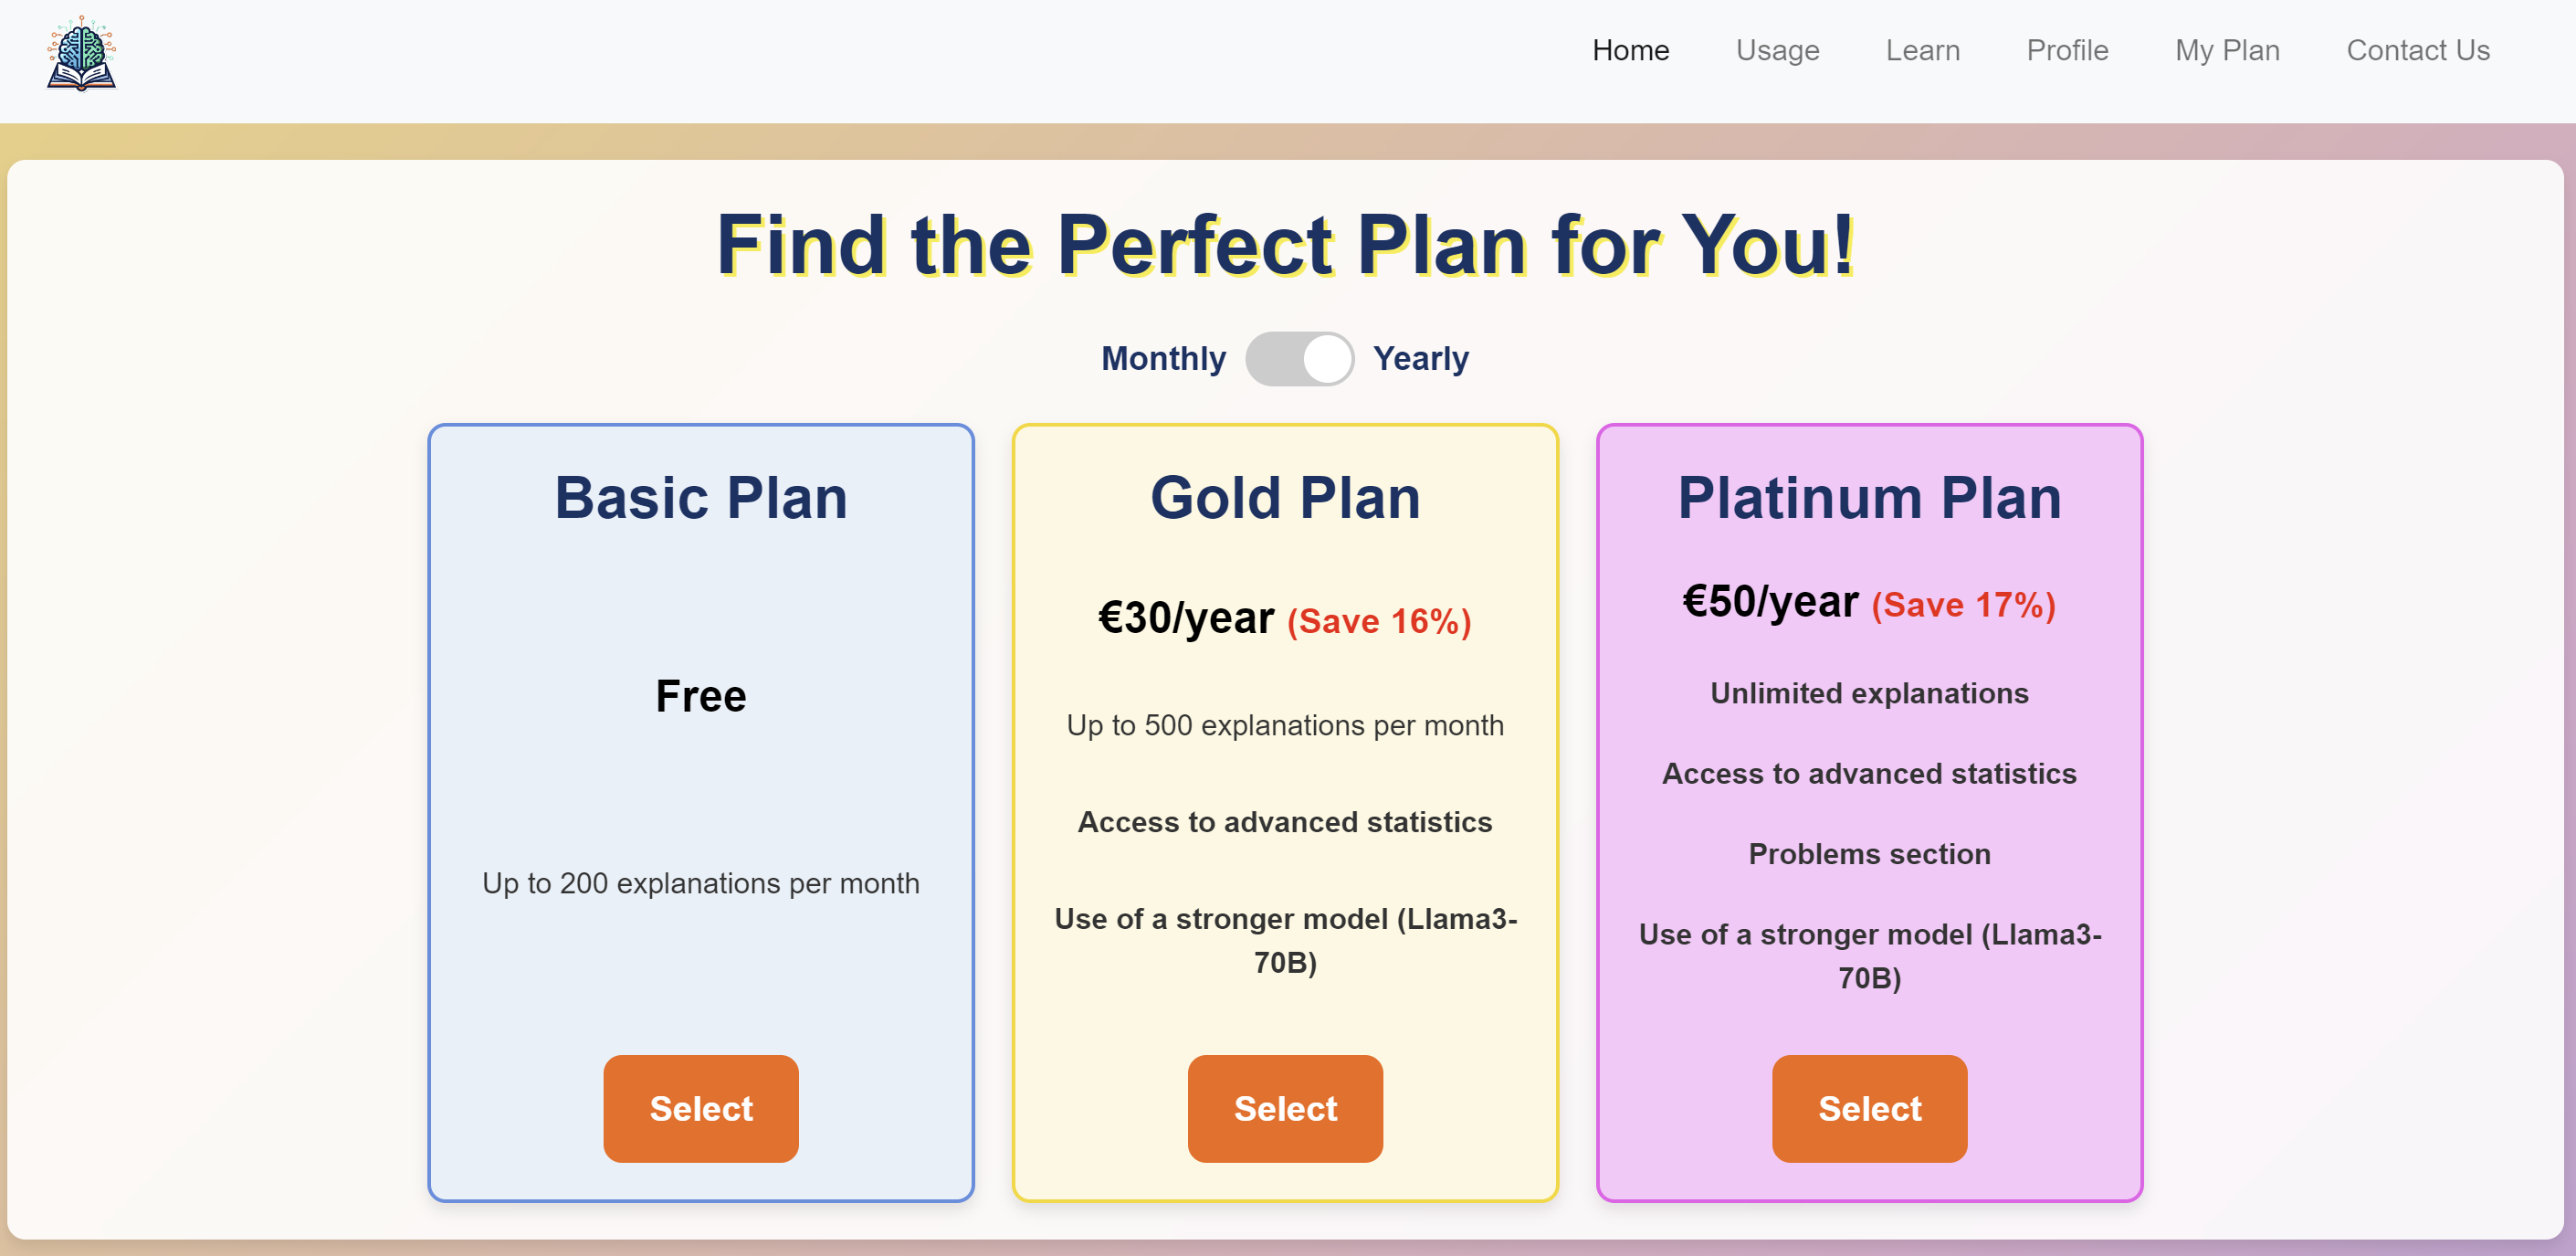 Home Usage Learn Profile My Plan Contact Us
Find the Perfect Plan for You!
Monthly Yearly
Basic Plan
Free
Up to 200 explanations per month
Select
Gold Plan
€30/year (Save 16%)
Up to 500 explanations per month
Access to advanced statistics
Use of a stronger model (Llama3-
70B)
Select
Platinum Plan
€50/year (Save 17%)
Unlimited explanations
Access to advanced statistics
Problems section
Use of a stronger model (Llama3-
70B)
Select